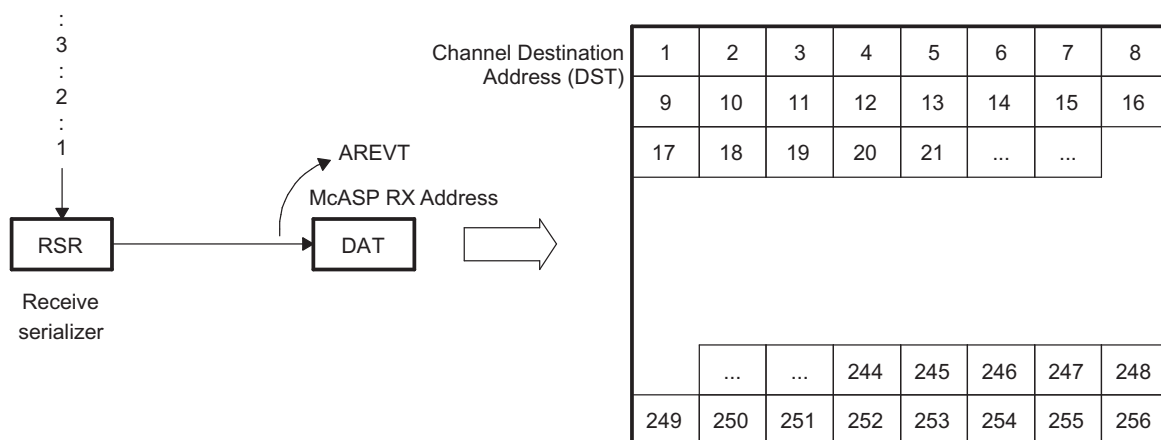 :
3
:
2
:
1
AREVT
McASP RX Address
RSR
DAT
Receive
serializer
Channel Destination
Address (DST)
1 2 3 4 5 6 7 8
9 10 11 12 13 14 15 16
17 18 19 20 21 ... ...
... ... 244 245 246 247 248
249 250 251 252 253 254 255 256